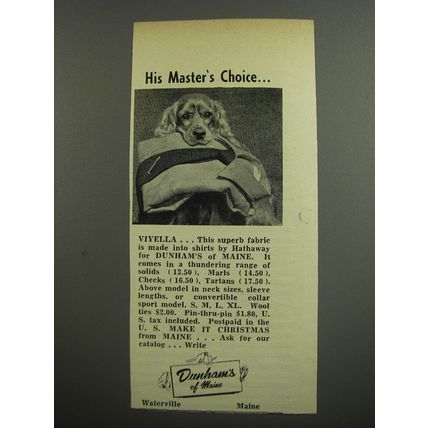 His Master's Choice...
VIYELLA . . . This superb fabric
is made into shirts by Hathaway
for DUNHAM'S of MAINE. It
comes in a thundering range of
solids (13.50), Marls (14.50),
Checks (16.50), Tartans (17.50).
Above model in neck sizes, sleeve
lengths, or convertible collar
sport model, S, M, L, XL. Wool
ties $2.00. Pin-thru-pin $1.80, U.
S. tax included. Postpaid in the
U. S. MAKE IT CHRISTMAS
from MAINE . . . Ask for our
catalog . . . Write
Dunham's
of Maine
Waterville Maine